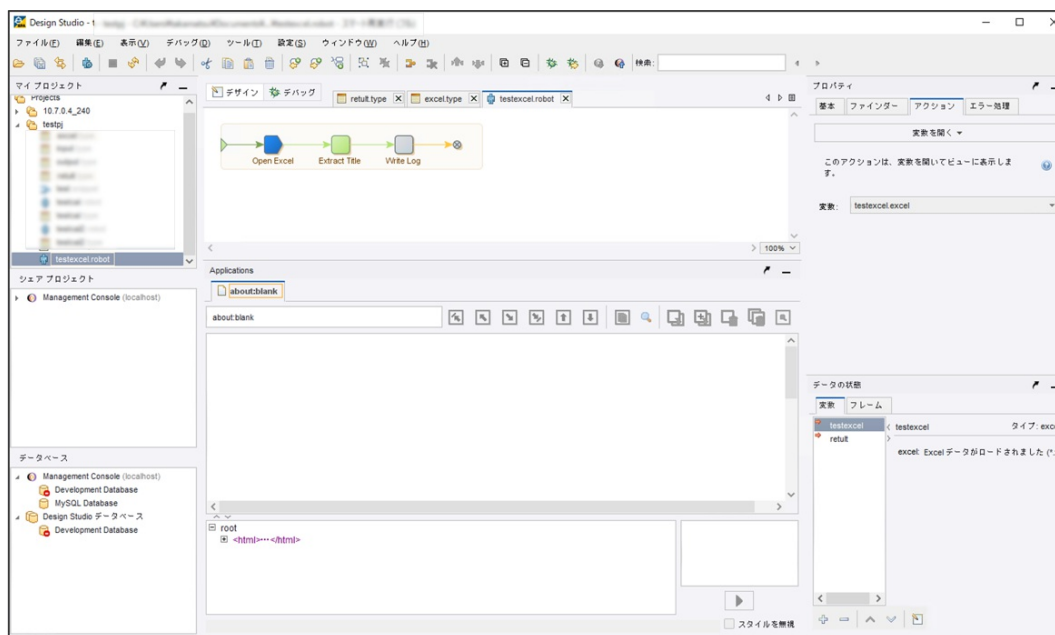 Design Studio - t
ファイル(F) 編集(E) 表示(V) デバッグ(D) ツール(T) 設定(S) ウィンドウ(W) ヘルプ(H)
検索:
マイ プロジェクト
Projects
10.7.0.4_240
testpj
testexcel.robot
シェア プロジェクト
Management Console (localhost)
データベース
Management Console (localhost)
Development Database
MySQL Database
Design Studio データベース
Development Database
デザイン デバッグ retult.type excel.type testexcel.robot
Open Excel Extract Title Write Log
100%
Applications
about:blank
about:blank
root
<html>…</html>
スタイルを無視
プロパティ
基本 ファインダー アクション エラー処理
変数を開く
このアクションは、変数を開いてビューに表示しま
す。
変数: testexcel.excel
データの状態
変数 フレーム
testexcel
retult
testexcel タイプ: exce
excel: Excel データがロードされました (*.